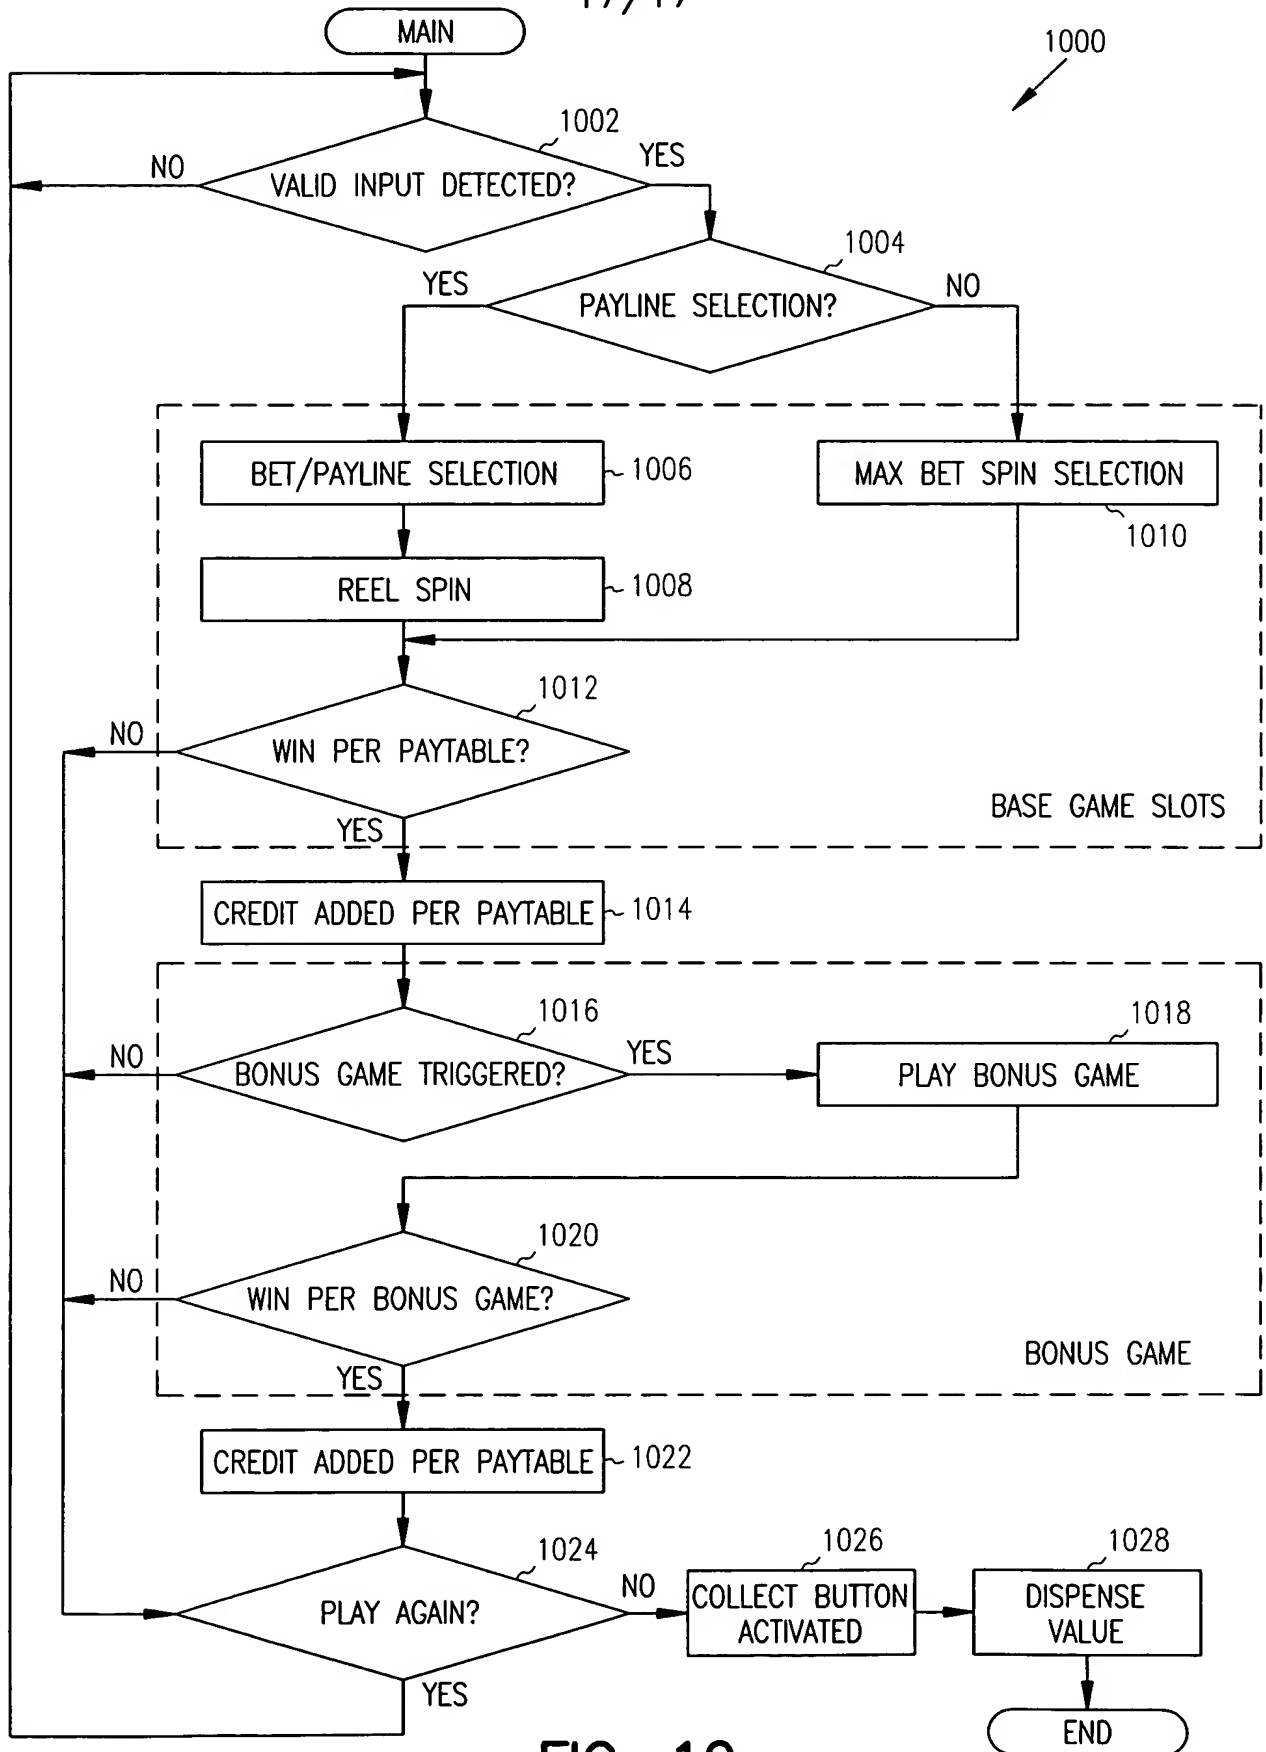 MAIN
1000
1002
NO
YES
VALID INPUT DETECTED?
1004
YES
NO
PAYLINE SELECTION?
BET/PAYLINE SELECTION
1006
MAX BET SPIN SELECTION
1010
REEL SPIN
1008
1012
NO
WIN PER PAYTABLE?
BASE GAME SLOTS
YES
CREDIT ADDED PER PAYTABLE
1014
1016
1018
NO
YES
BONUS GAME TRIGGERED?
PLAY BONUS GAME
1020
NO
WIN PER BONUS GAME?
BONUS GAME
YES
CREDIT ADDED PER PAYTABLE
1022
1024
1026
1028
NO
PLAY AGAIN?
COLLECT BUTTON
ACTIVATED
DISPENSE
VALUE
YES
END